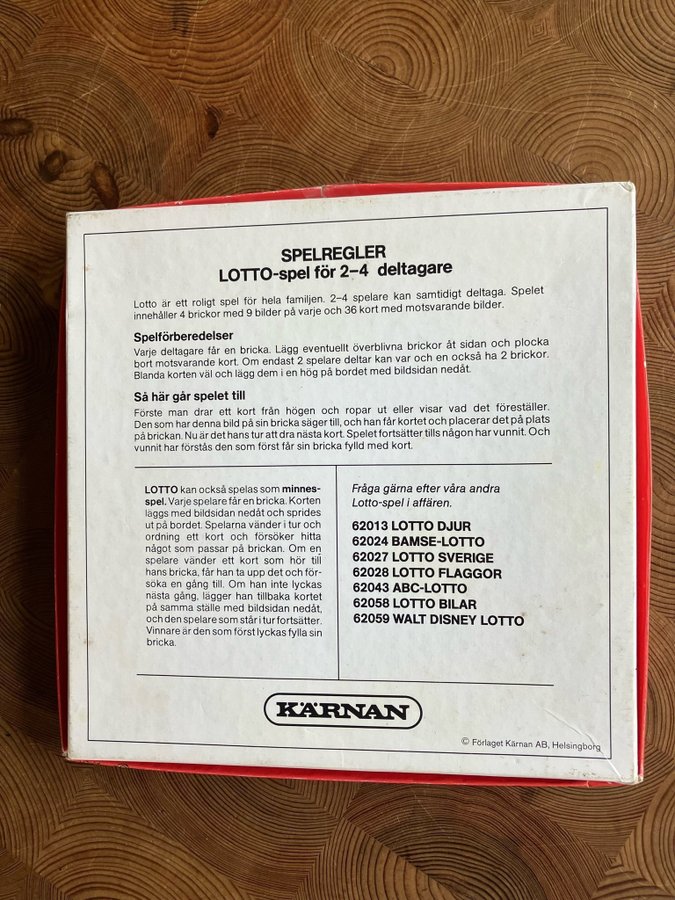 SPELREGLER
LOTTO-spel för 2–4 deltagare
Lotto är ett roligt spel för hela familjen. 2–4 spelare kan samtidigt deltaga. Spelet
innehåller 4 brickor med 9 bilder på varje och 36 kort med motsvarande bilder.
Spelförberedelser
Varje deltagare får en bricka. Lägg eventuellt överblivna brickor åt sidan och plocka
bort motsvarande kort. Om endast 2 spelare deltar kan var och en också ha 2 brickor.
Blanda korten väl och lägg dem i en hög på bordet med bildsidan nedåt.
Så här går spelet till
Förste man drar ett kort från högen och ropar ut eller visar vad det föreställer.
Den som har denna bild på sin bricka säger till, och han får kortet och placerar det på plats
på brickan. Nu är det hans tur att dra nästa kort. Spelet fortsätter tills någon har vunnit. Och
vunnit har förstås den som först får sin bricka fylld med kort.
LOTTO kan också spelas som minnes-
spel. Varje spelare får en bricka. Korten
läggs med bildsidan nedåt och sprides
ut på bordet. Spelarna vänder i tur och
ordning ett kort och försöker hitta
något som passar på brickan. Om en
spelare vänder ett kort som hör till
hans bricka, får han ta upp det och för-
söka en gång till. Om han inte lyckas
nästa gång, lägger han tillbaka kortet
på samma ställe med bildsidan nedåt,
och den spelare som står i tur fortsätter.
Vinnare är den som först lyckas fylla sin
bricka.
Fråga gärna efter våra andra
Lotto-spel i affären.
62013 LOTTO DJUR
62024 BAMSE-LOTTO
62027 LOTTO SVERIGE
62028 LOTTO FLAGGOR
62043 ABC-LOTTO
62058 LOTTO BILAR
62059 WALT DISNEY LOTTO
KÄRNAN
© Förlaget Kärnan AB, Helsingborg